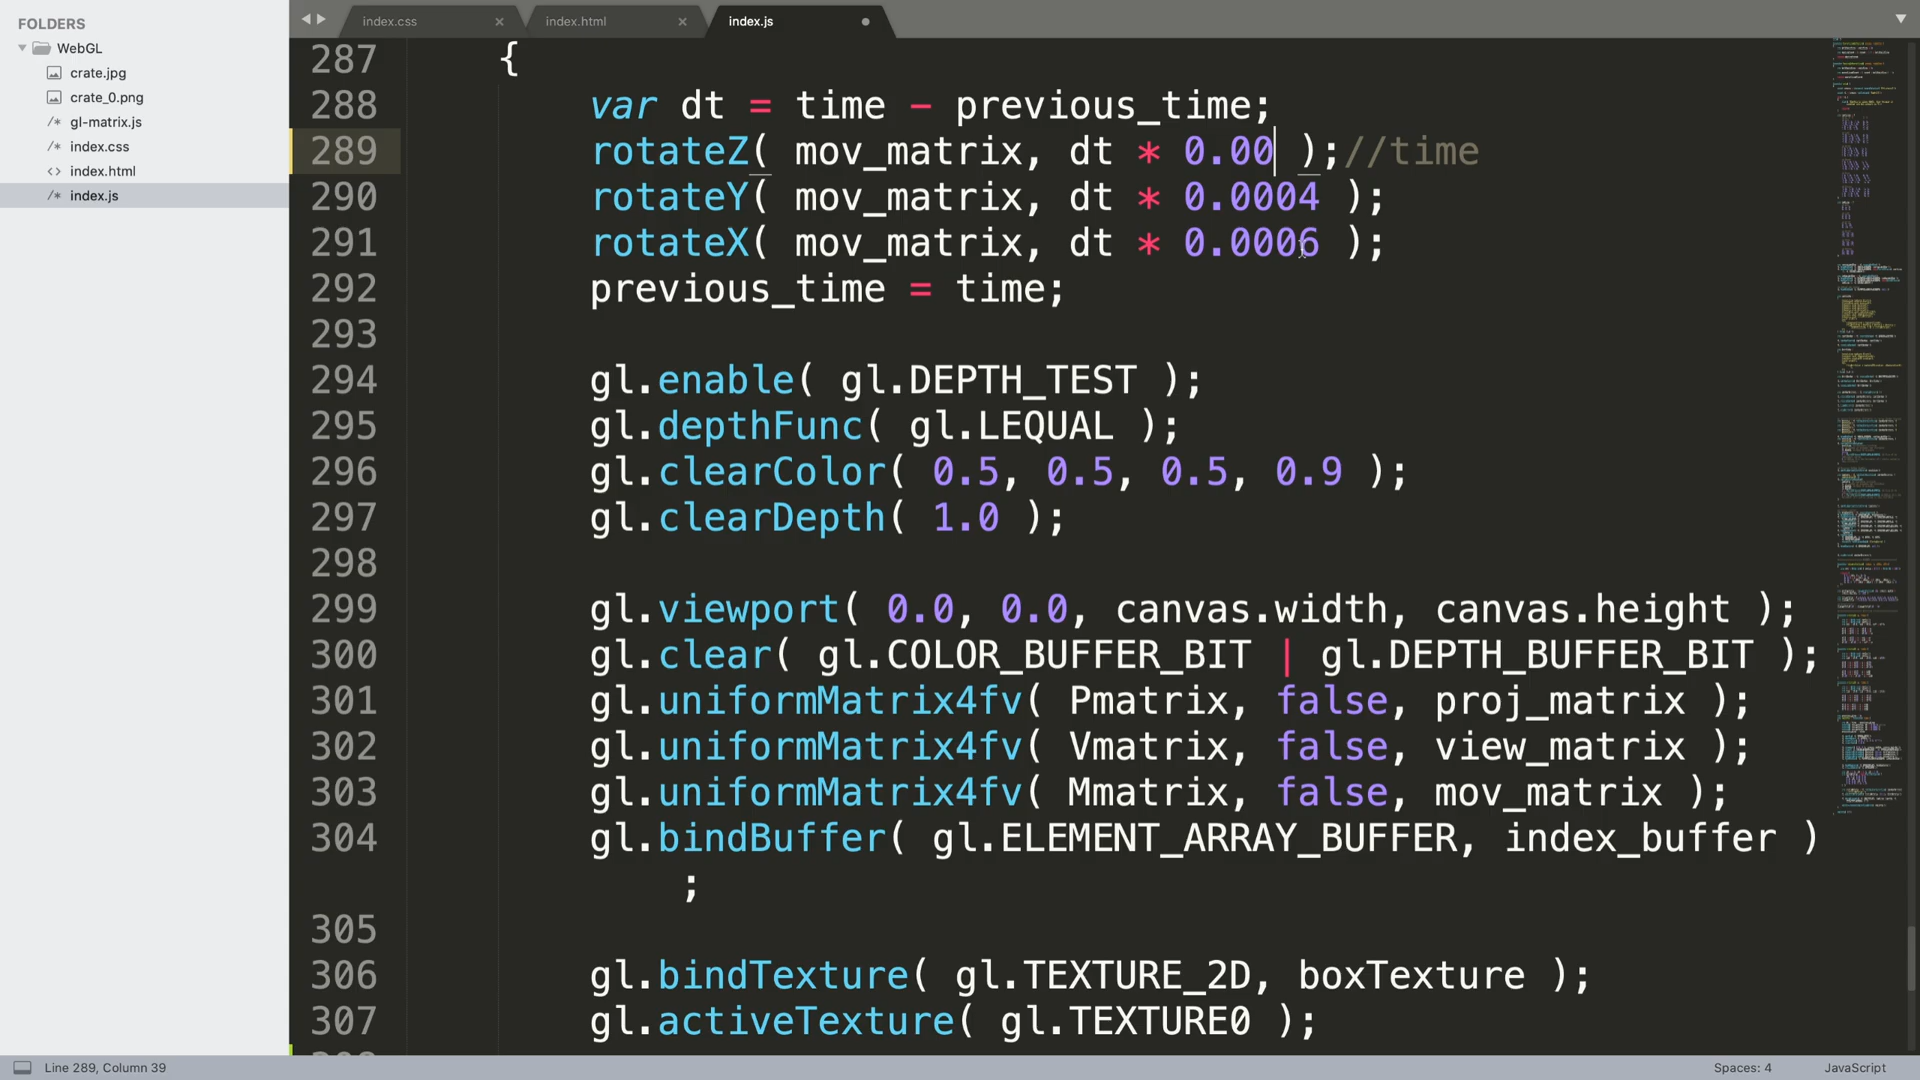 FOLDERS
WebGL
crate.jpg
crate_0.png
/* gl-matrix.js
/* index.css
<> index.html
/* index.js
index.css ×
index.html ×
index.js
287 {
288 var dt = time - previous_time;
289 rotateZ( mov_matrix, dt * 0.00 );//time
290 rotateY( mov_matrix, dt * 0.0004 );
291 rotateX( mov_matrix, dt * 0.0006 );
292 previous_time = time;
293
294 gl.enable( gl.DEPTH_TEST );
295 gl.depthFunc( gl.LEQUAL );
296 gl.clearColor( 0.5, 0.5, 0.5, 0.9 );
297 gl.clearDepth( 1.0 );
298
299 gl.viewport( 0.0, 0.0, canvas.width, canvas.height );
300 gl.clear( gl.COLOR_BUFFER_BIT | gl.DEPTH_BUFFER_BIT );
301 gl.uniformMatrix4fv( Pmatrix, false, proj_matrix );
302 gl.uniformMatrix4fv( Vmatrix, false, view_matrix );
303 gl.uniformMatrix4fv( Mmatrix, false, mov_matrix );
304 gl.bindBuffer( gl.ELEMENT_ARRAY_BUFFER, index_buffer )
;
305
306 gl.bindTexture( gl.TEXTURE_2D, boxTexture );
307 gl.activeTexture( gl.TEXTURE0 );
Line 289, Column 39
Spaces: 4
JavaScript